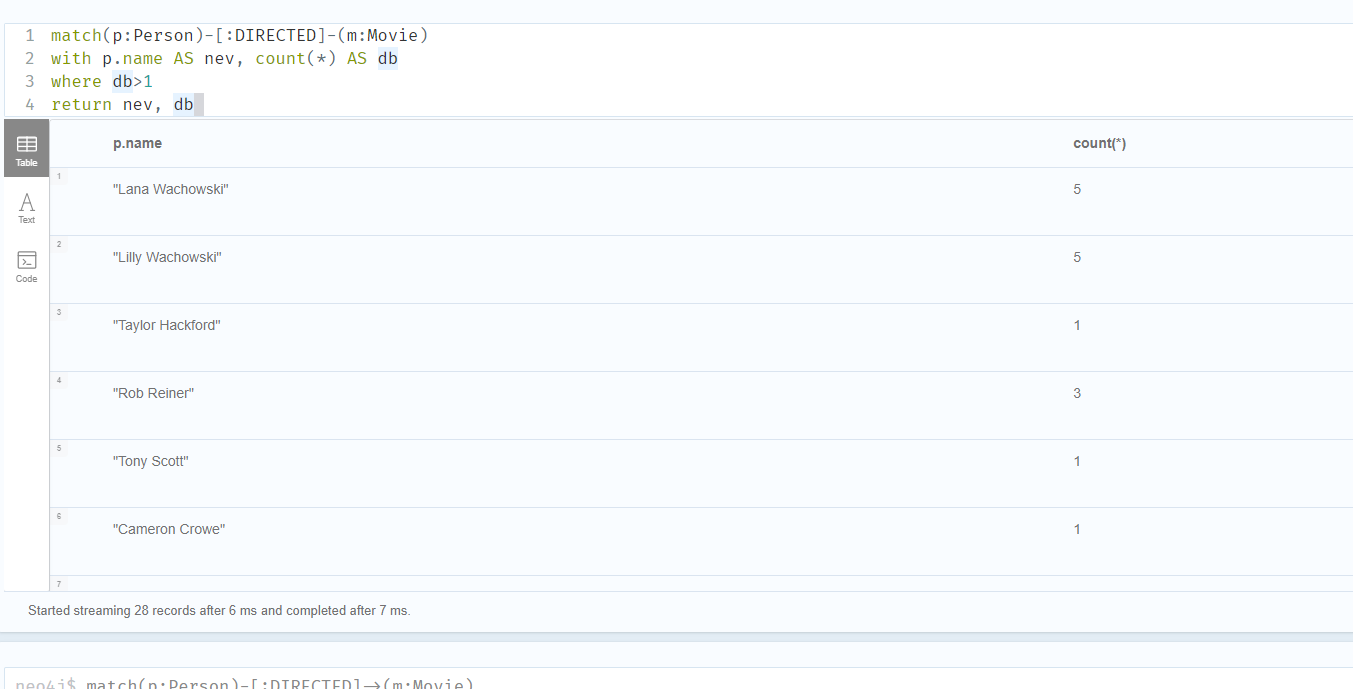 1 match(p:Person)-[:DIRECTED]-(m:Movie)
2 with p.name AS nev, count(*) AS db
3 where db>1
4 return nev, db
Table
p.name count(*)
1 "Lana Wachowski" 5
Text
2 "Lilly Wachowski" 5
Code
3 "Taylor Hackford" 1
4 "Rob Reiner" 3
5 "Tony Scott" 1
6 "Cameron Crowe" 1
7
Started streaming 28 records after 6 ms and completed after 7 ms.
neo4j$ match(p:Person)-[:DIRECTED]->(m:Movie)